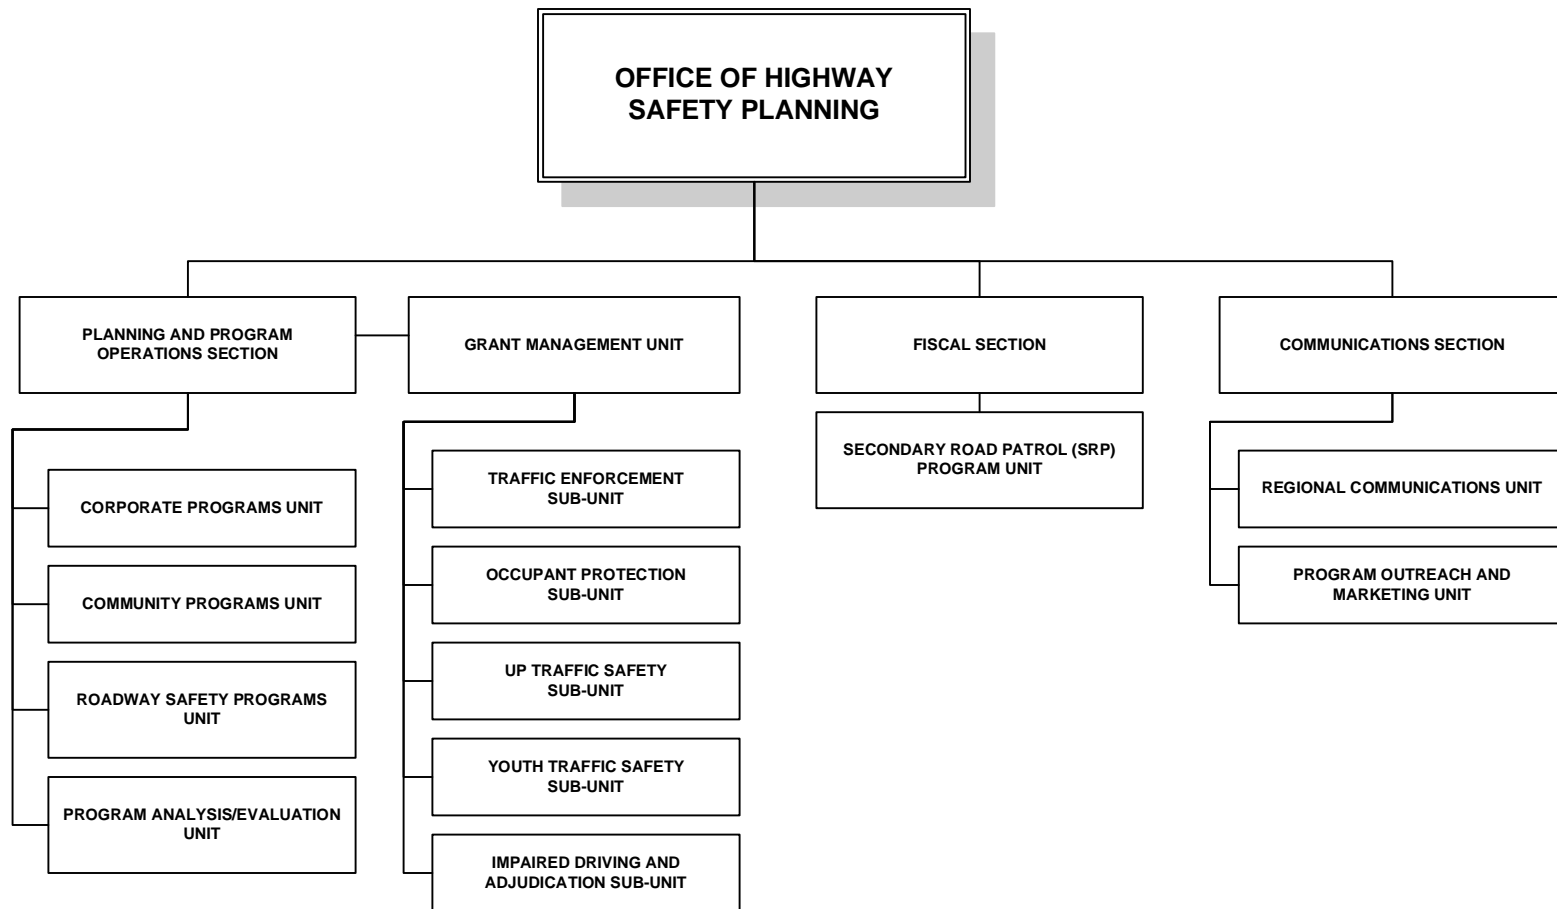 OFFICE OF HIGHWAY
SAFETY PLANNING
PLANNING AND PROGRAM
OPERATIONS SECTION
GRANT MANAGEMENT UNIT
FISCAL SECTION
COMMUNICATIONS SECTION
CORPORATE PROGRAMS UNIT
COMMUNITY PROGRAMS UNIT
ROADWAY SAFETY PROGRAMS
UNIT
PROGRAM ANALYSIS/EVALUATION
UNIT
TRAFFIC ENFORCEMENT
SUB-UNIT
OCCUPANT PROTECTION
SUB-UNIT
UP TRAFFIC SAFETY
SUB-UNIT
YOUTH TRAFFIC SAFETY
SUB-UNIT
IMPAIRED DRIVING AND
ADJUDICATION SUB-UNIT
SECONDARY ROAD PATROL (SRP)
PROGRAM UNIT
REGIONAL COMMUNICATIONS UNIT
PROGRAM OUTREACH AND
MARKETING UNIT